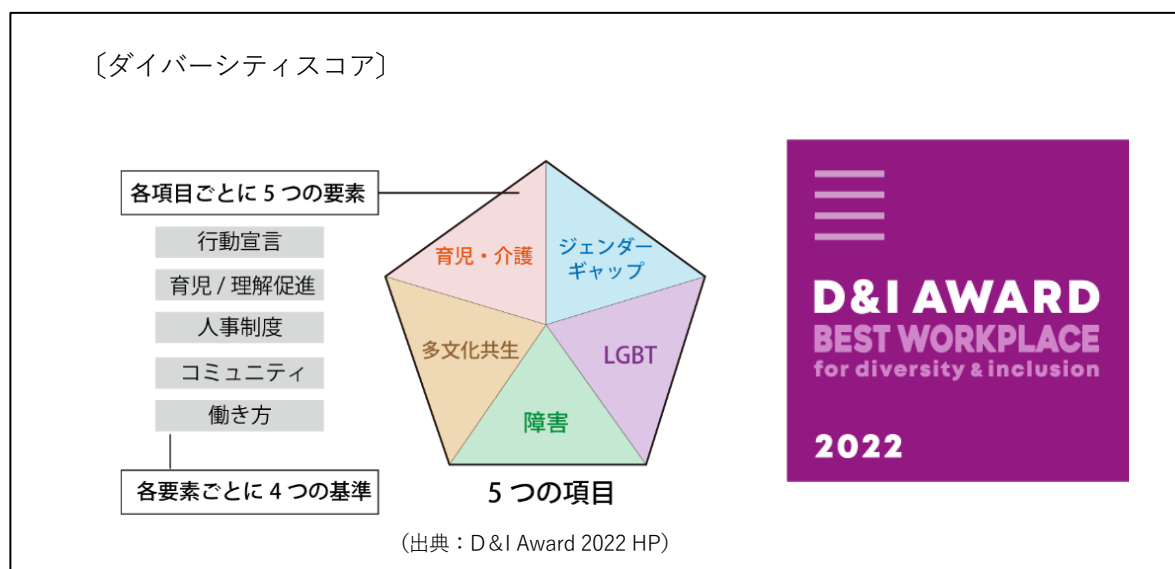 〔ダイバーシティスコア〕
各項目ごとに 5 つの要素
行動宣言
育児 / 理解促進
人事制度
コミュニティ
働き方
各要素ごとに 4 つの基準
育児・介護
ジェンダー
ギャップ
多文化共生
LGBT
障害
5 つの項目
D&I AWARD
BEST WORKPLACE
for diversity & inclusion
2022
（出典：D＆I Award 2022 HP）